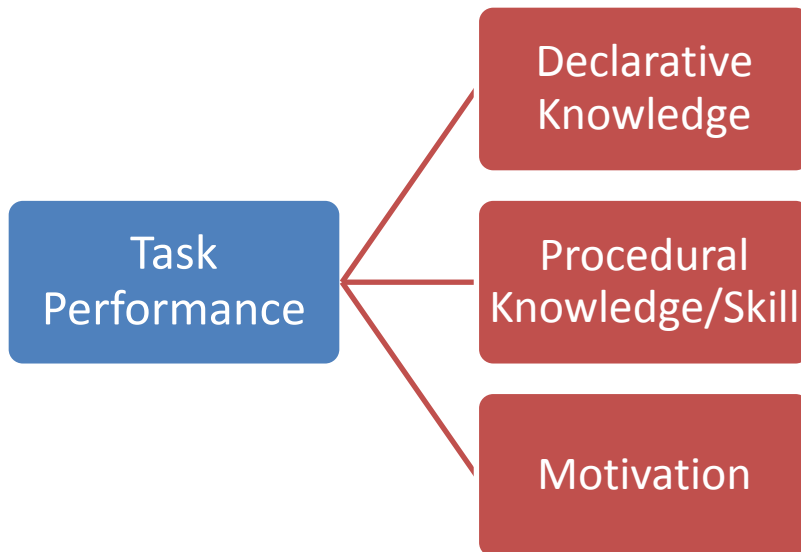 Task
Performance
Declarative
Knowledge
Procedural
Knowledge/Skill
Motivation